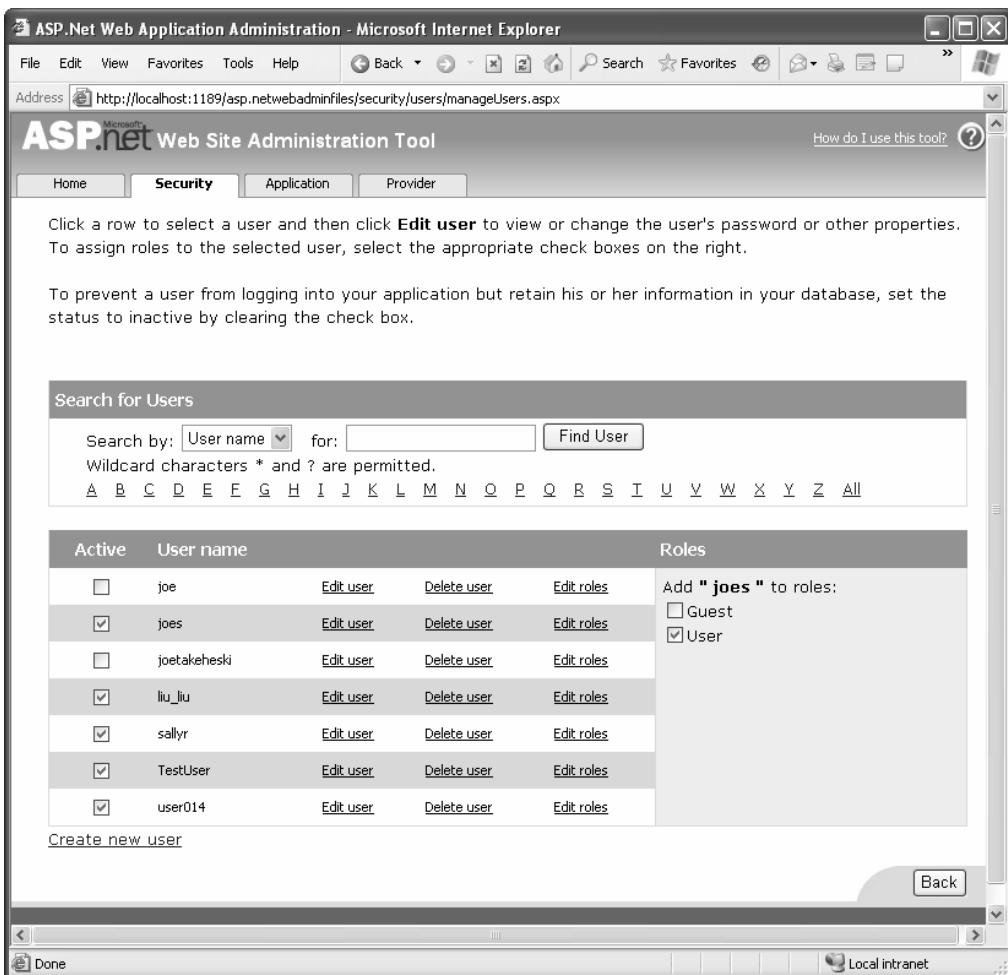 ASP.Net Web Application Administration - Microsoft Internet Explorer
File Edit View Favorites Tools Help Back Search Favorites »
Address http://localhost:1189/asp.netwebadminfiles/security/users/manageUsers.aspx
Microsoft
ASP.net Web Site Administration Tool How do I use this tool? ?
Home Security Application Provider
Click a row to select a user and then click Edit user to view or change the user's password or other properties.
To assign roles to the selected user, select the appropriate check boxes on the right.
To prevent a user from logging into your application but retain his or her information in your database, set the
status to inactive by clearing the check box.
Search for Users
Search by: User name for: Find User
Wildcard characters * and ? are permitted.
A B C D E F G H I J K L M N O P Q R S T U V W X Y Z All
Active User name Roles
joe Edit user Delete user Edit roles Add " joes " to roles:
Guest
joes Edit user Delete user Edit roles
User
joetakeheski Edit user Delete user Edit roles
liu_liu Edit user Delete user Edit roles
sallyr Edit user Delete user Edit roles
TestUser Edit user Delete user Edit roles
user014 Edit user Delete user Edit roles
Create new user
Back
Done Local intranet